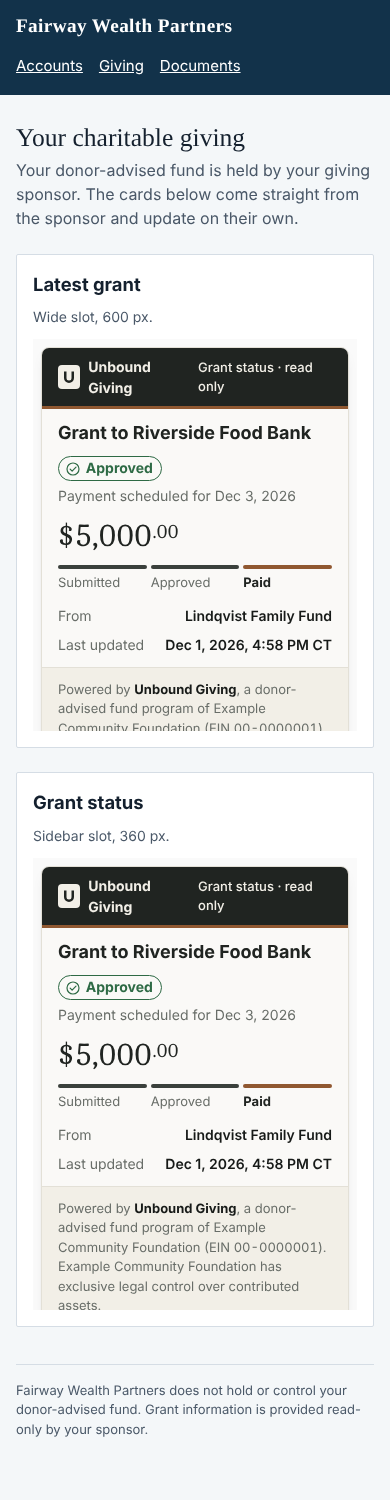 Fairway Wealth Partners
Accounts Giving Documents
Your charitable giving
Your donor-advised fund is held by your giving
sponsor. The cards below come straight from
the sponsor and update on their own.
Latest grant
Wide slot, 600 px.
U
Unbound
Giving
Grant status · read
only
Grant to Riverside Food Bank
Approved
Payment scheduled for Dec 3, 2026
$5,000.00
Submitted Approved Paid
From Lindqvist Family Fund
Last updated Dec 1, 2026, 4:58 PM CT
Powered by Unbound Giving, a donor-
advised fund program of Example
Community Foundation (EIN 00-0000001).
Grant status
Sidebar slot, 360 px.
U
Unbound
Giving
Grant status · read
only
Grant to Riverside Food Bank
Approved
Payment scheduled for Dec 3, 2026
$5,000.00
Submitted Approved Paid
From Lindqvist Family Fund
Last updated Dec 1, 2026, 4:58 PM CT
Powered by Unbound Giving, a donor-
advised fund program of Example
Community Foundation (EIN 00-0000001).
Example Community Foundation has
exclusive legal control over contributed
assets.
Fairway Wealth Partners does not hold or control your
donor-advised fund. Grant information is provided read-
only by your sponsor.